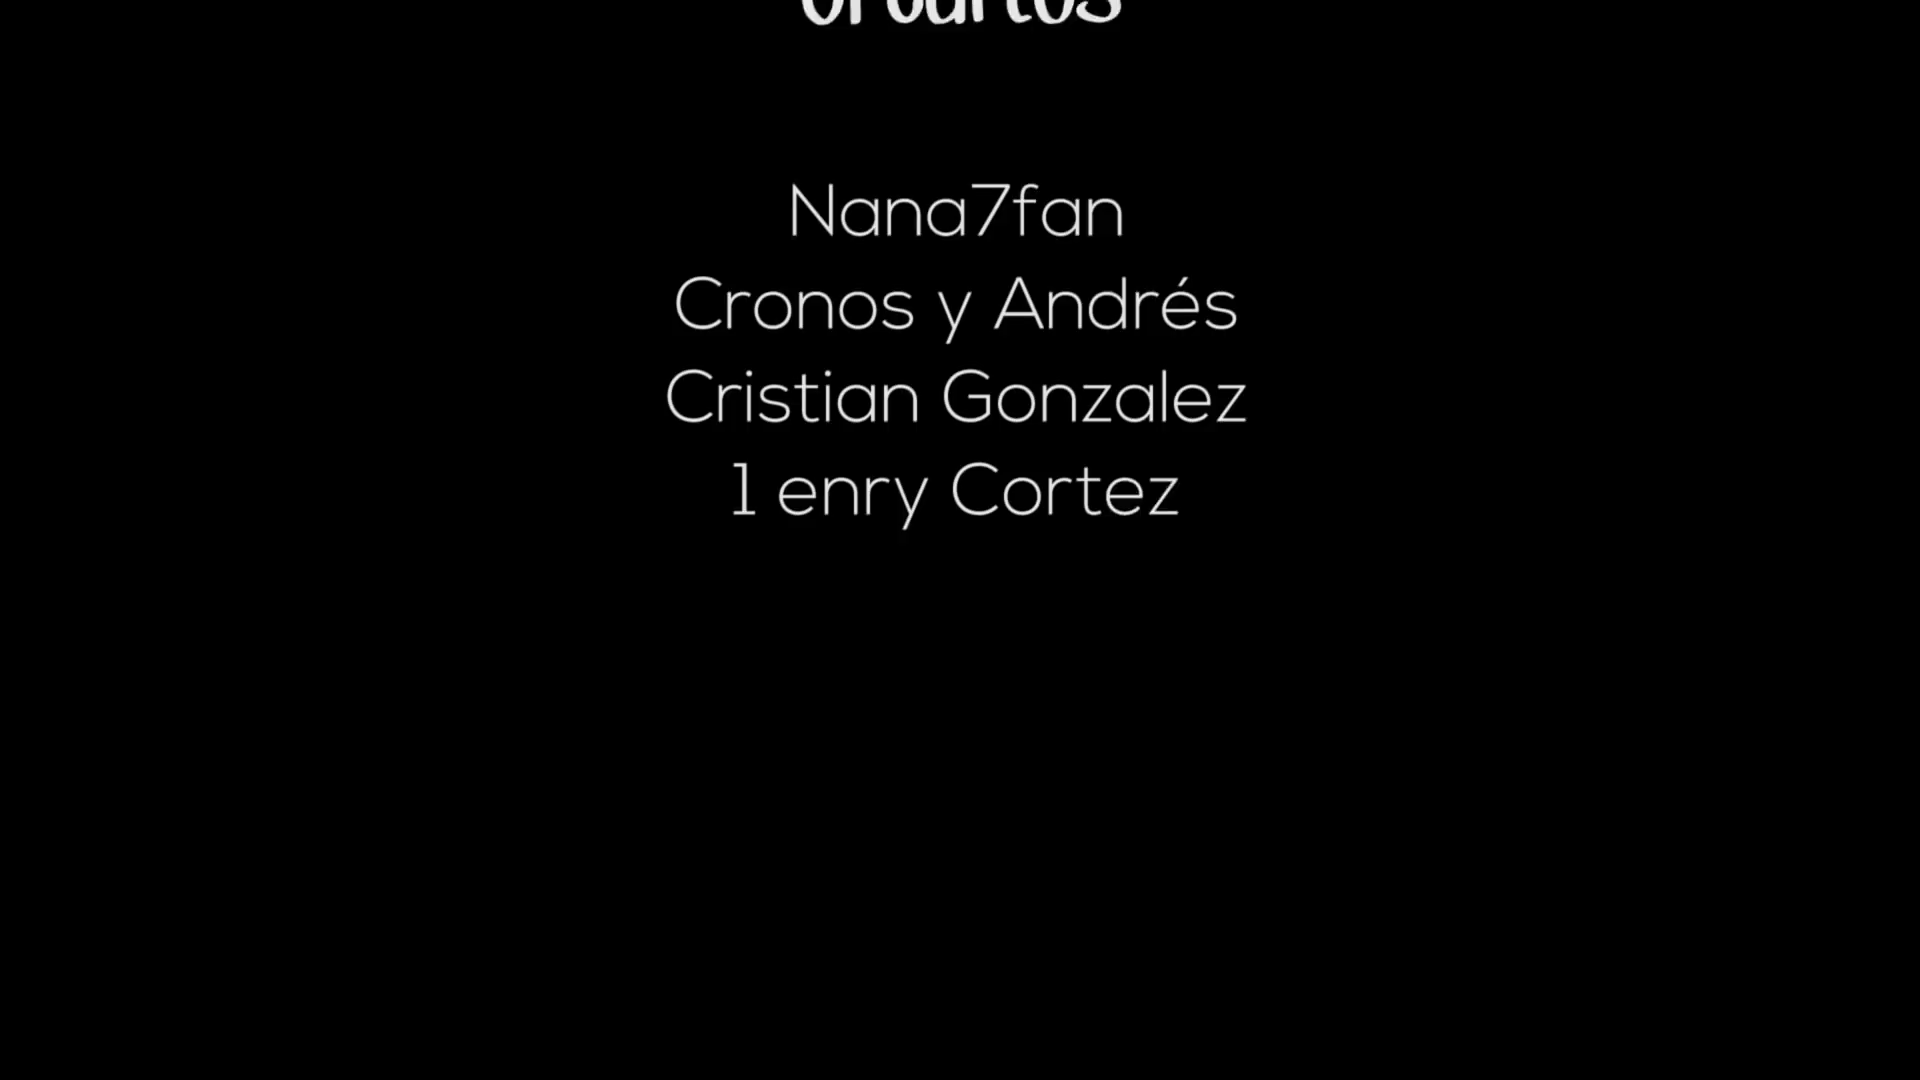 Nana7fan
Cronos y Andrés
Cristian Gonzalez
1 enry Cortez